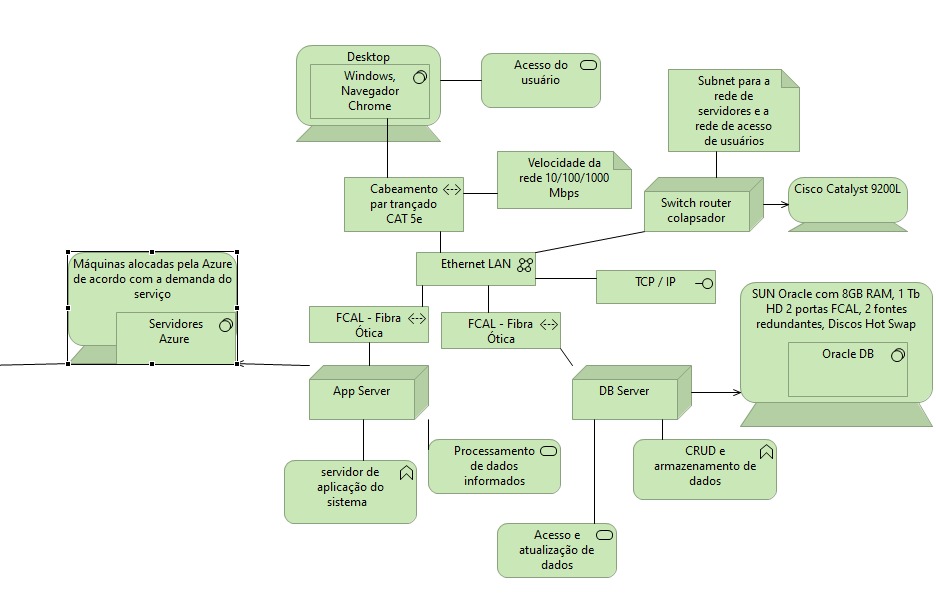 Desktop
Windows,
Navegador
Chrome
Acesso do
usuário
Subnet para a
rede de
servidores e a
rede de acesso
de usuários
Cabeamento
par trançado
CAT 5e
Velocidade da
rede 10/100/1000
Mbps
Switch router
colapsador
Cisco Catalyst 9200L
Ethernet LAN
TCP / IP
Máquinas alocadas pela Azure
de acordo com a demanda do
serviço
Servidores
Azure
FCAL - Fibra
Ótica
FCAL - Fibra
Ótica
SUN Oracle com 8GB RAM, 1 Tb
HD 2 portas FCAL, 2 fontes
redundantes, Discos Hot Swap
Oracle DB
App Server
DB Server
servidor de
aplicação do
sistema
Processamento
de dados
informados
CRUD e
armazenamento de
dados
Acesso e
atualização de
dados